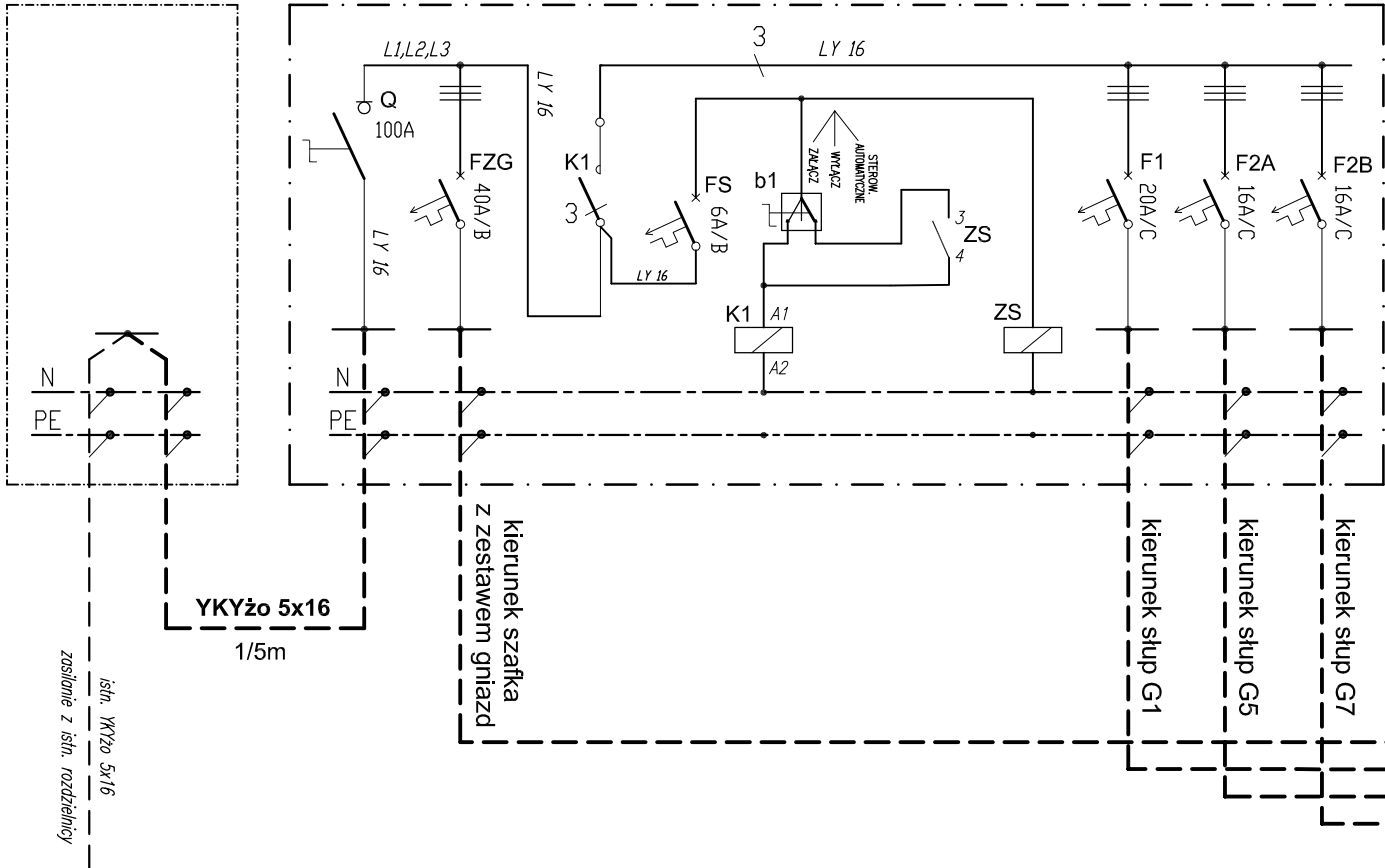 L1,L2,L3
3
LY 16
LY 16
Q
100A
FZG
40A/B
LY 16
K1
3
FS
6A/B
LY 16
b1
ZAŁĄCZ
WYŁĄCZ
STEROW.
AUTOMATYCZNE
3
ZS
4
F1
20A/C
F2A
16A/C
F2B
16A/C
K1
A1
A2
ZS
N
PE
N
PE
YKYżo 5x16
1/5m
kierunek szafka
z zestawem gniazd
kierunek słup G1
kierunek słup G5
kierunek słup G7
istn. YKYżo 5x16
zasilanie z istn. rozdzielnicy